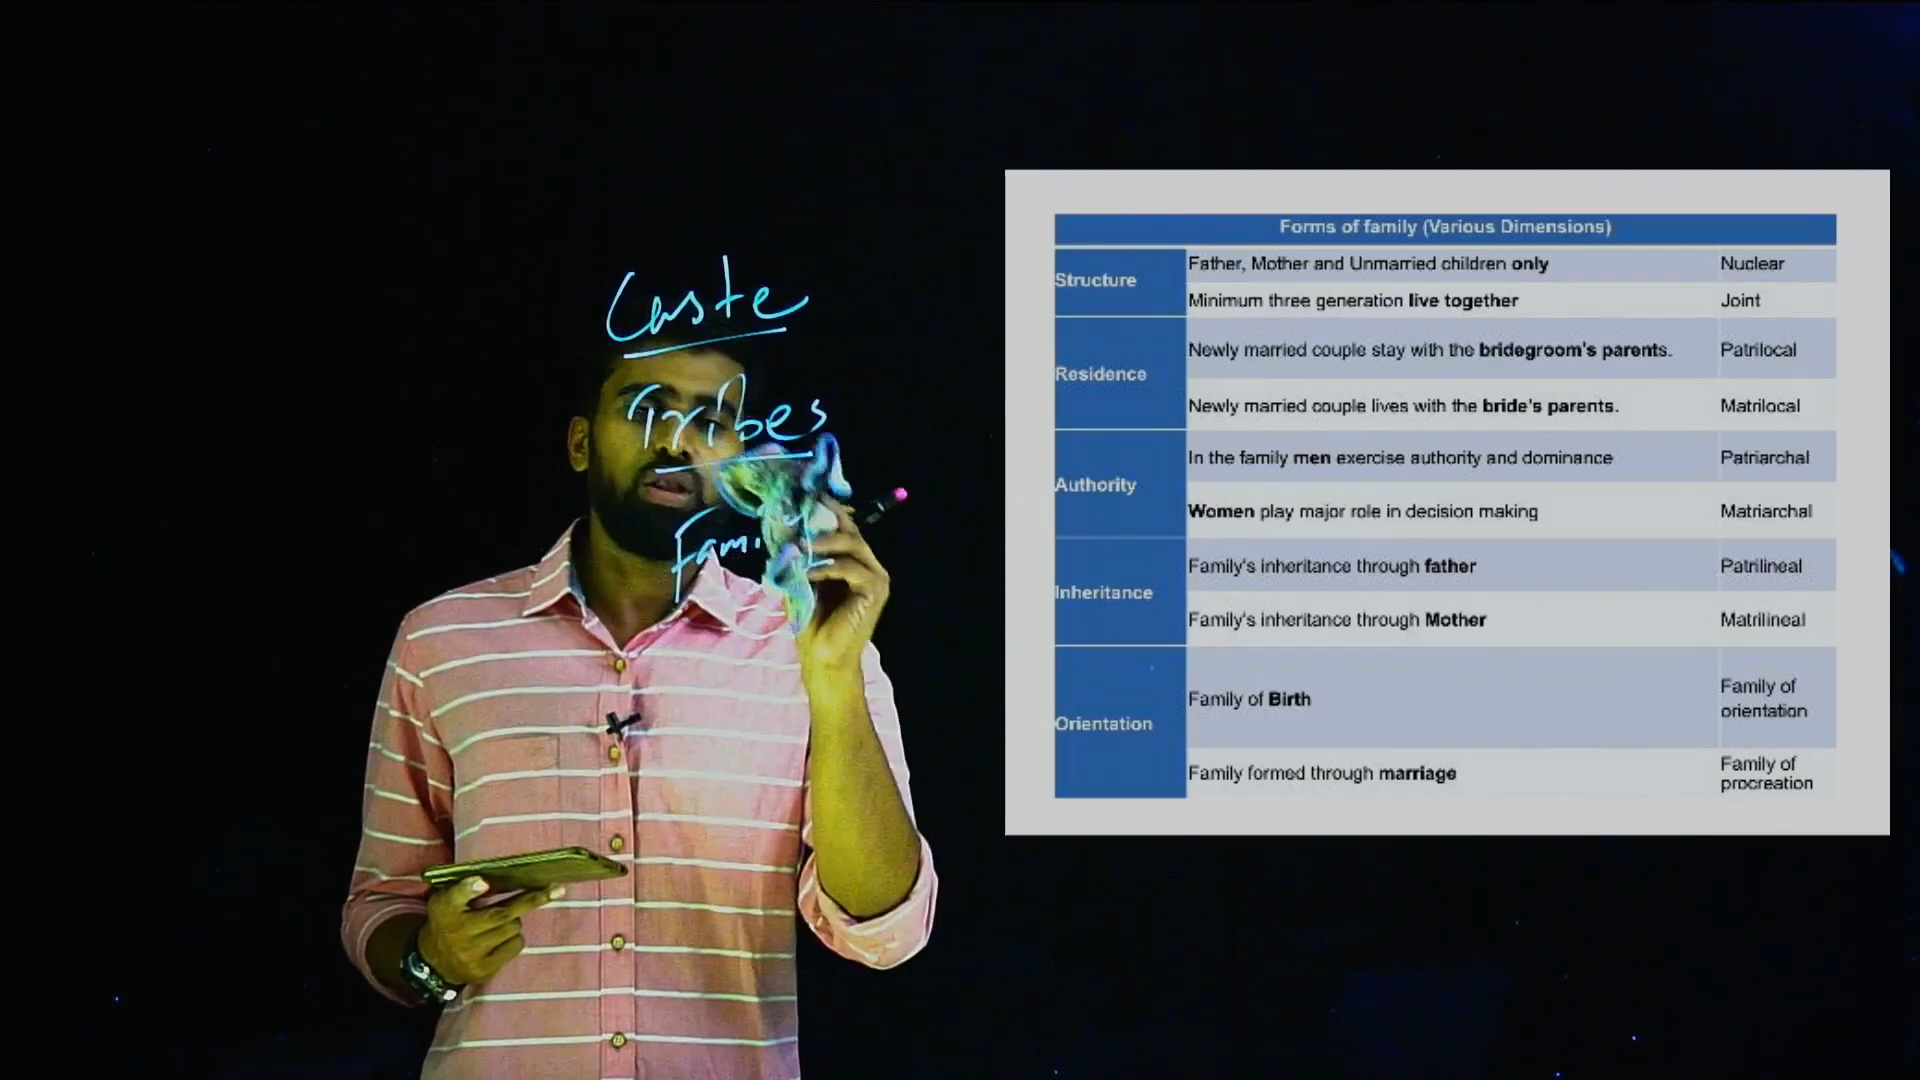 Caste
Tribes
Forms of family (Various Dimensions)
Structure
Father, Mother and Unmarried children only
Nuclear
Minimum three generation live together
Joint
Residence
Newly married couple stay with the bridegroom's parents.
Patrilocal
Newly married couple lives with the bride's parents.
Matrilocal
Authority
In the family men exercise authority and dominance
Patriarchal
Women play major role in decision making
Matriarchal
Inheritance
Family's inheritance through father
Patrilineal
Family's inheritance through Mother
Matrilineal
Orientation
Family of Birth
Family of
orientation
Family formed through marriage
Family of
procreation